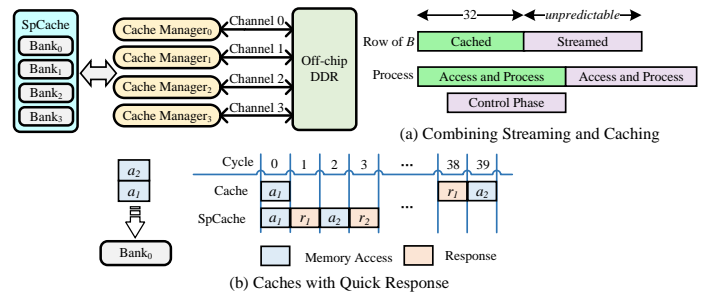 SpCache
Bank0
Bank1
Bank2
Bank3
Cache Manager0
Cache Manager1
Cache Manager2
Cache Manager3
Channel 0
Channel 1
Channel 2
Channel 3
Off-chip
DDR
32
unpredictable
Row of B
Cached
Streamed
Process
Access and Process
Access and Process
Control Phase
(a) Combining Streaming and Caching
a2
a1
Bank0
Cycle 0 1 2 3 ... 38 39
Cache a1 r1 a2
...
SpCache a1 r1 a2 r2
Memory Access
Response
(b) Caches with Quick Response